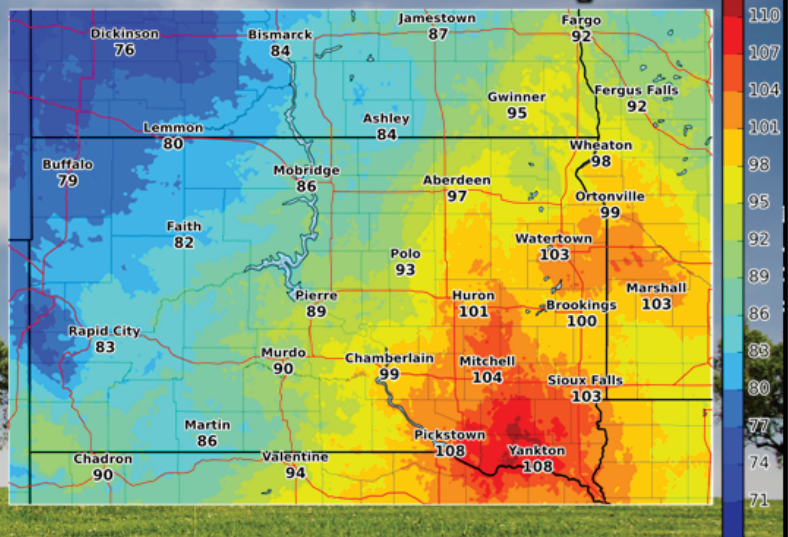 Dickinson
76
Bismarck
84
Jamestown
87
Fargo
92
Gwinner
95
Fergus Falls
92
Lemmon
80
Ashley
84
Wheaton
98
Buffalo
79
Mobridge
86
Aberdeen
97
Ortonville
99
Faith
82
Polo
93
Watertown
103
Pierre
89
Huron
101
Brookings
100
Marshall
103
Rapid City
83
Murdo
90
Chamberlain
99
Mitchell
104
Sioux Falls
103
Martin
86
Pickstown
108
Yankton
108
Chadron
90
Valentine
94
110
107
104
101
98
95
92
89
86
83
80
77
74
71